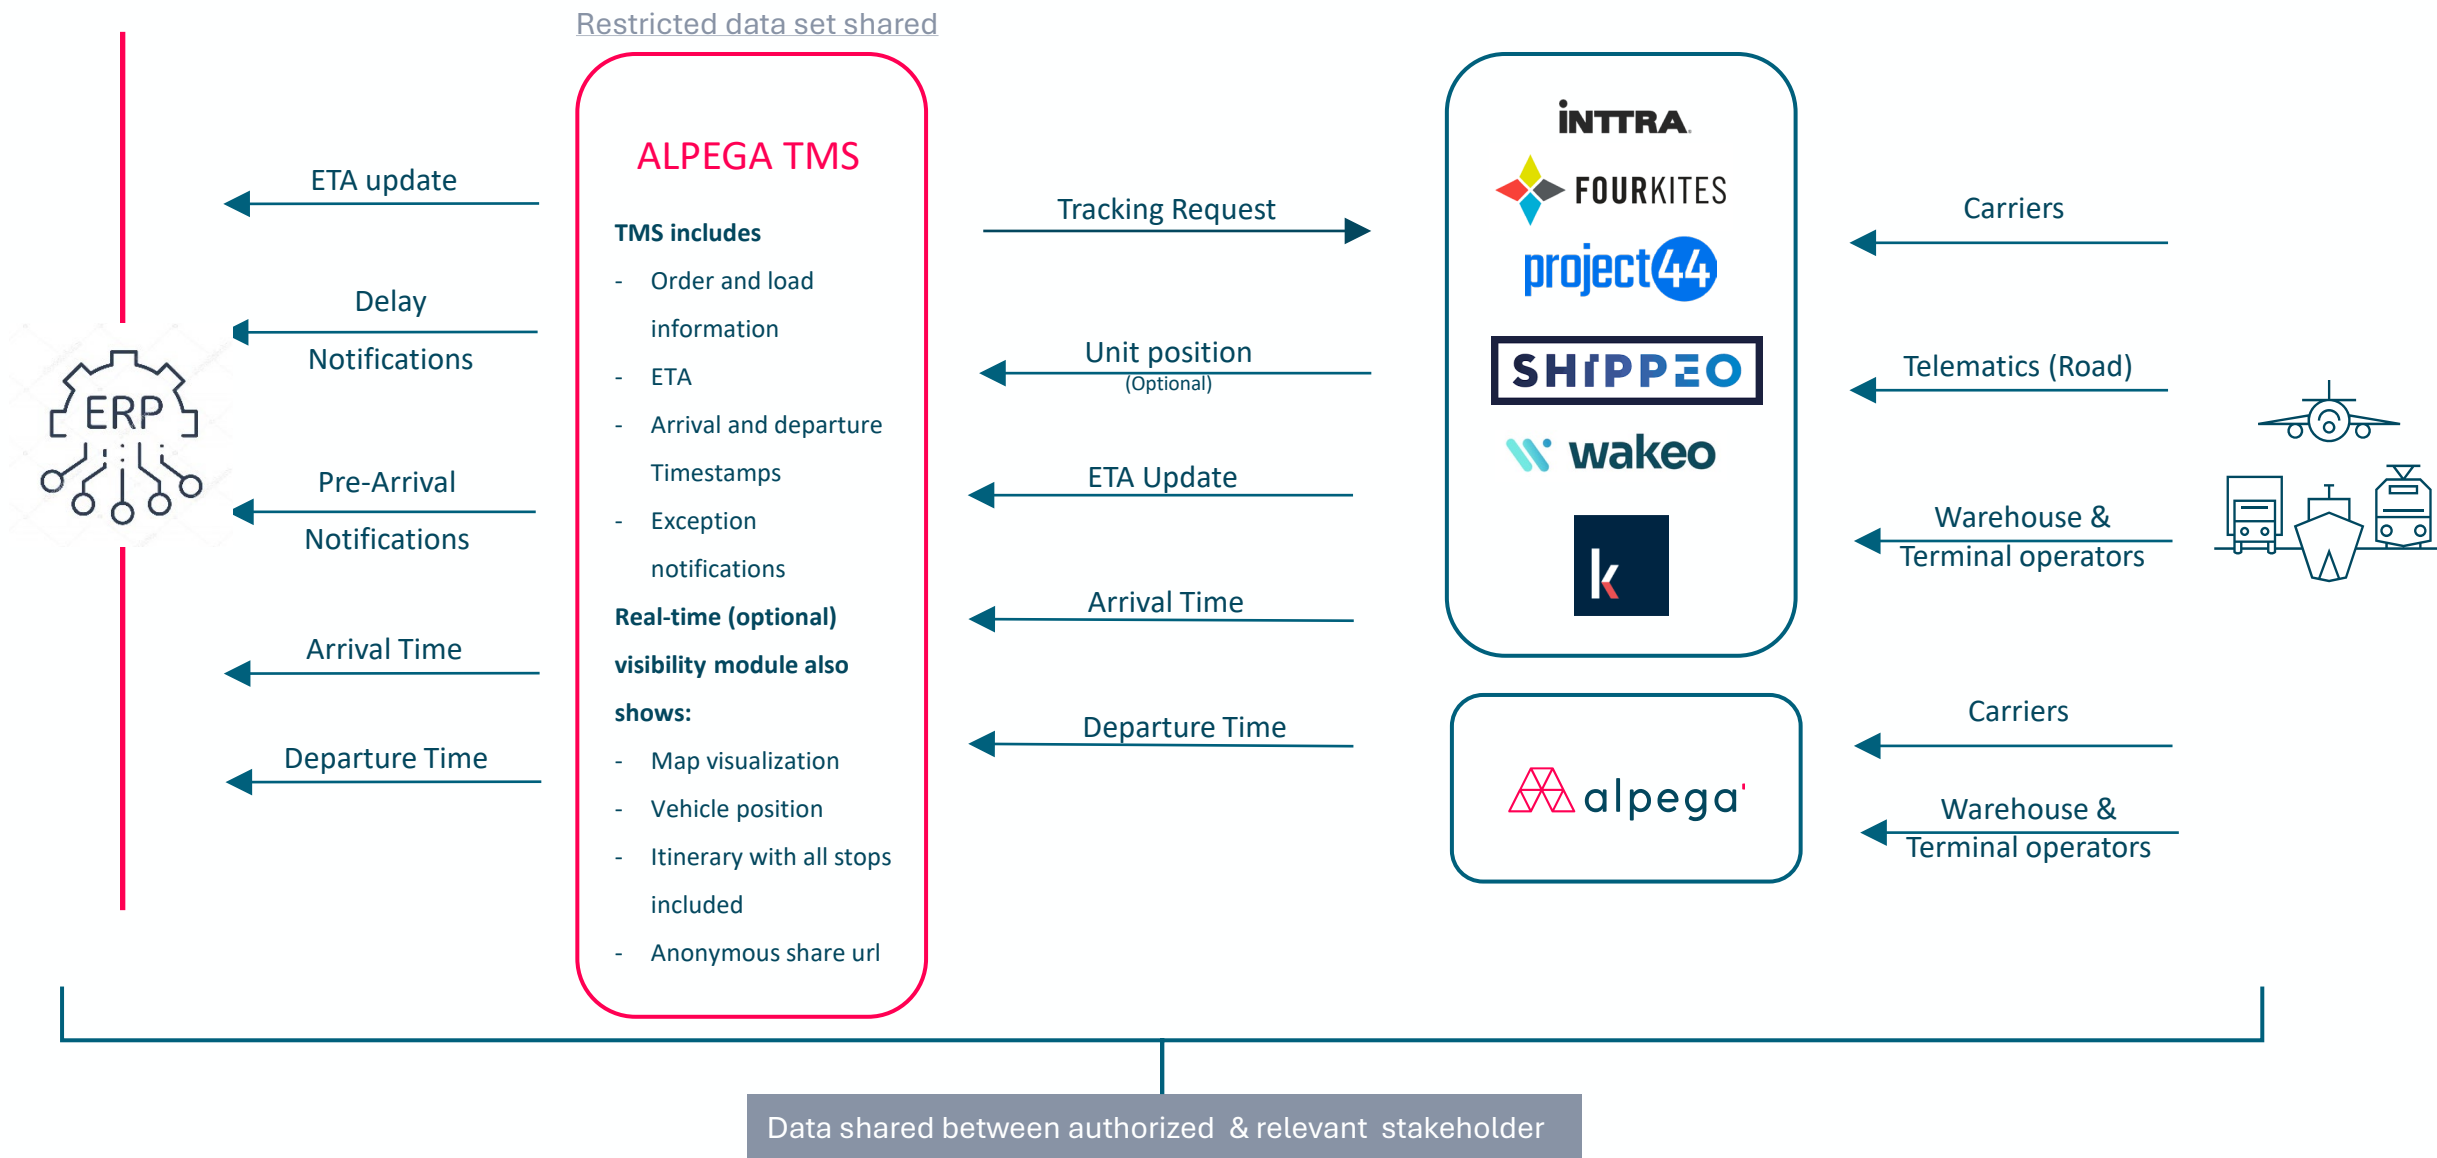 Restricted data set shared
ERP
ETA update
Delay
Notifications
Pre-Arrival
Notifications
Arrival Time
Departure Time
ALPEGA TMS
TMS includes
- Order and load
information
- ETA
- Arrival and departure
Timestamps
- Exception
notifications
Real-time (optional)
visibility module also
shows:
- Map visualization
- Vehicle position
- Itinerary with all stops
included
- Anonymous share url
Tracking Request
Unit position
(Optional)
ETA Update
Arrival Time
Departure Time
INTTRA
FOURKITES
project44
SHIPPEO
wakeo
k
alpega
Carriers
Telematics (Road)
Warehouse &
Terminal operators
Carriers
Warehouse &
Terminal operators
Data shared between authorized & relevant stakeholder